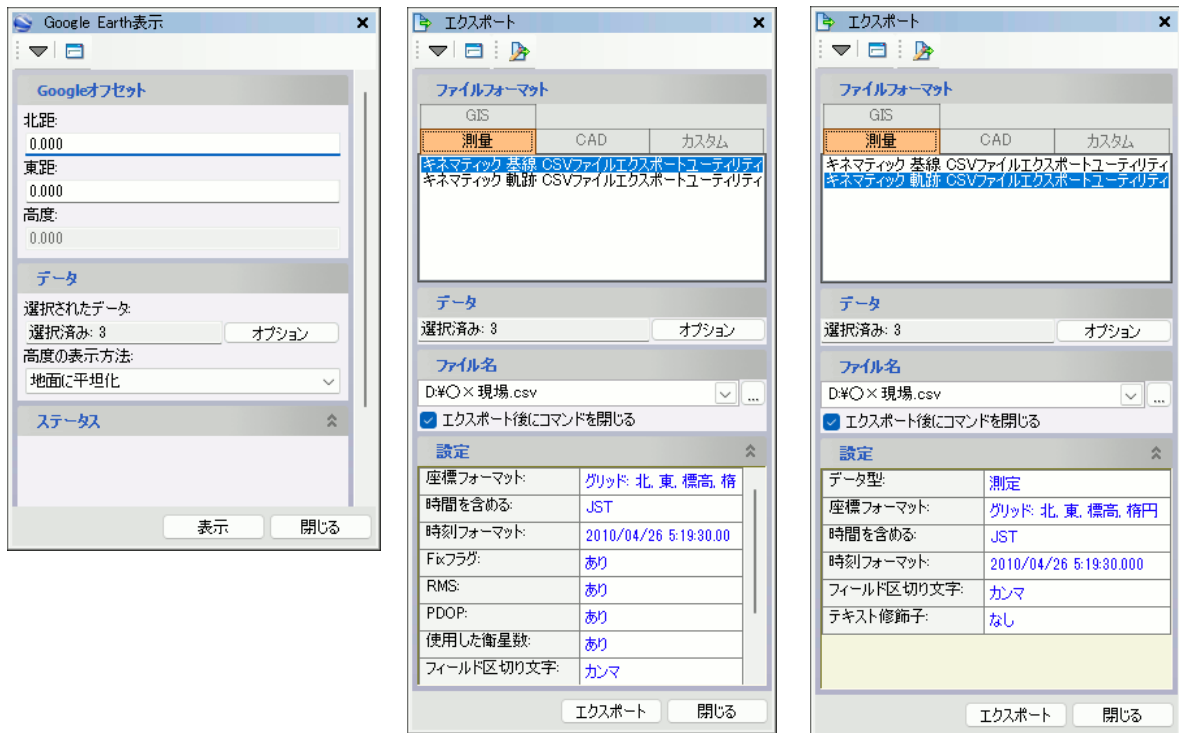 Google Earth表示
Googleオフセット
北距:
0.000
東距:
0.000
高度:
0.000
データ
選択されたデータ:
選択済み: 3
オプション
高度の表示方法:
地面に平坦化
ステータス
表示
閉じる
エクスポート
ファイルフォーマット
GIS
測量
CAD
カスタム
キネマティック 基線 CSVファイルエクスポートユーティリティ
キネマティック 軌跡 CSVファイルエクスポートユーティリティ
データ
選択済み: 3
オプション
ファイル名
D:¥〇×現場.csv
...
エクスポート後にコマンドを閉じる
設定
座標フォーマット: グリッド: 北, 東, 標高, 楕
時間を含める: JST
時刻フォーマット: 2010/04/26 5:19:30.00
Fixフラグ: あり
RMS: あり
PDOP: あり
使用した衛星数: あり
フィールド区切り文字: カンマ
エクスポート
閉じる
エクスポート
ファイルフォーマット
GIS
測量
CAD
カスタム
キネマティック 基線 CSVファイルエクスポートユーティリティ
キネマティック 軌跡 CSVファイルエクスポートユーティリティ
データ
選択済み: 3
オプション
ファイル名
D:¥〇×現場.csv
...
エクスポート後にコマンドを閉じる
設定
データ型: 測定
座標フォーマット: グリッド: 北, 東, 標高, 楕円
時間を含める: JST
時刻フォーマット: 2010/04/26 5:19:30.000
フィールド区切り文字: カンマ
テキスト修飾子: なし
エクスポート
閉じる